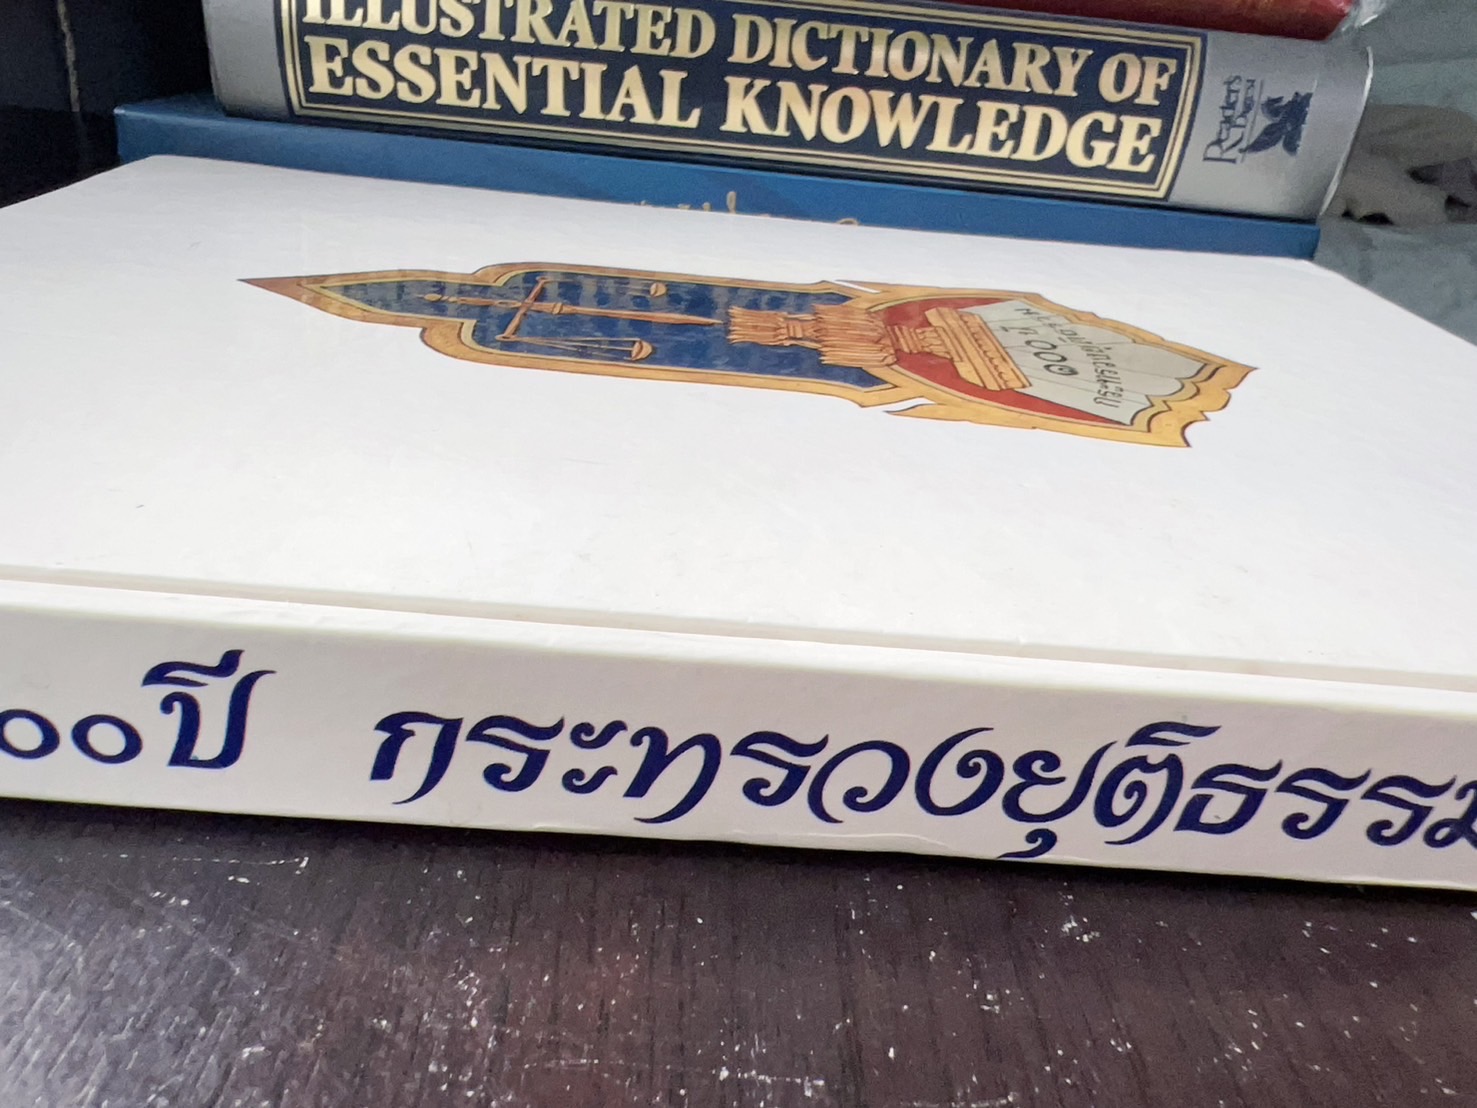 ILLUSTRATED DICTIONARY OF
ESSENTIAL KNOWLEDGE
Reader's
Digest
๑๐๐ ปี
กระทรวงยุติธรรม
๐๐ปี กระทรวงยุติธรรม